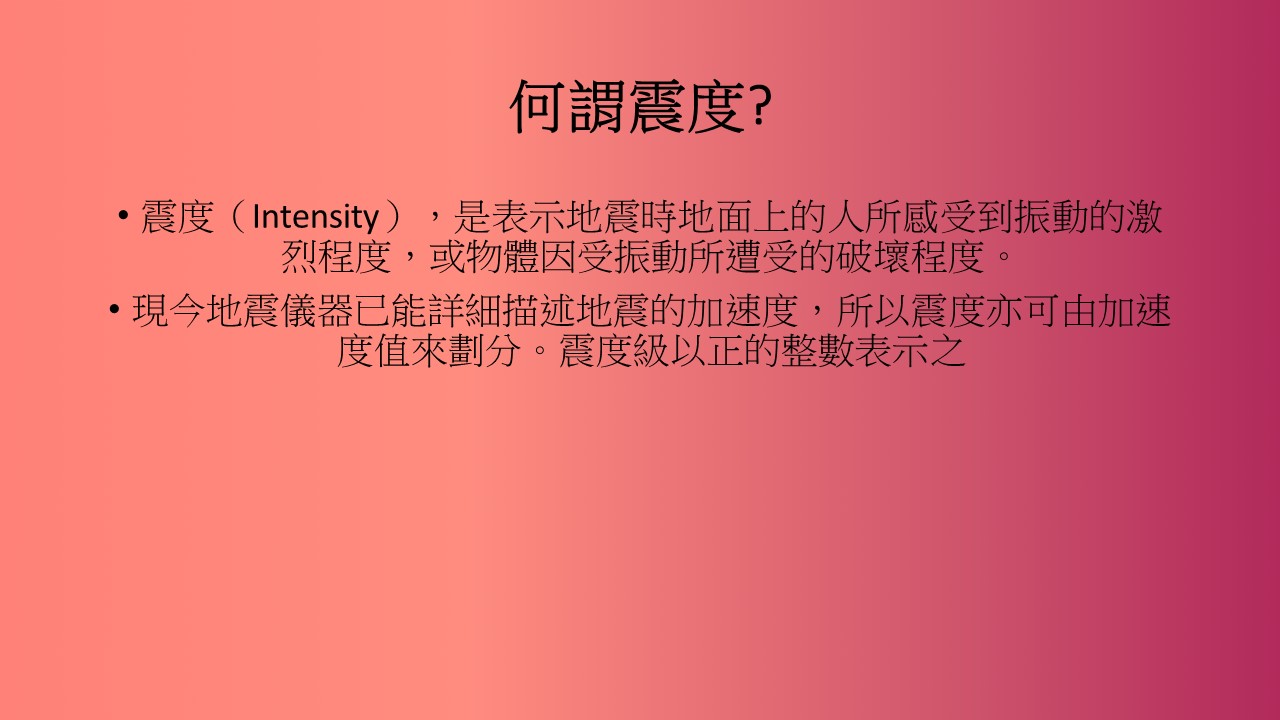 何謂震度?
• 震度（Intensity），是表示地震時地面上的人所感受到振動的激
烈程度，或物體因受振動所遭受的破壞程度。
• 現今地震儀器已能詳細描述地震的加速度，所以震度亦可由加速
度值來劃分。震度級以正的整數表示之